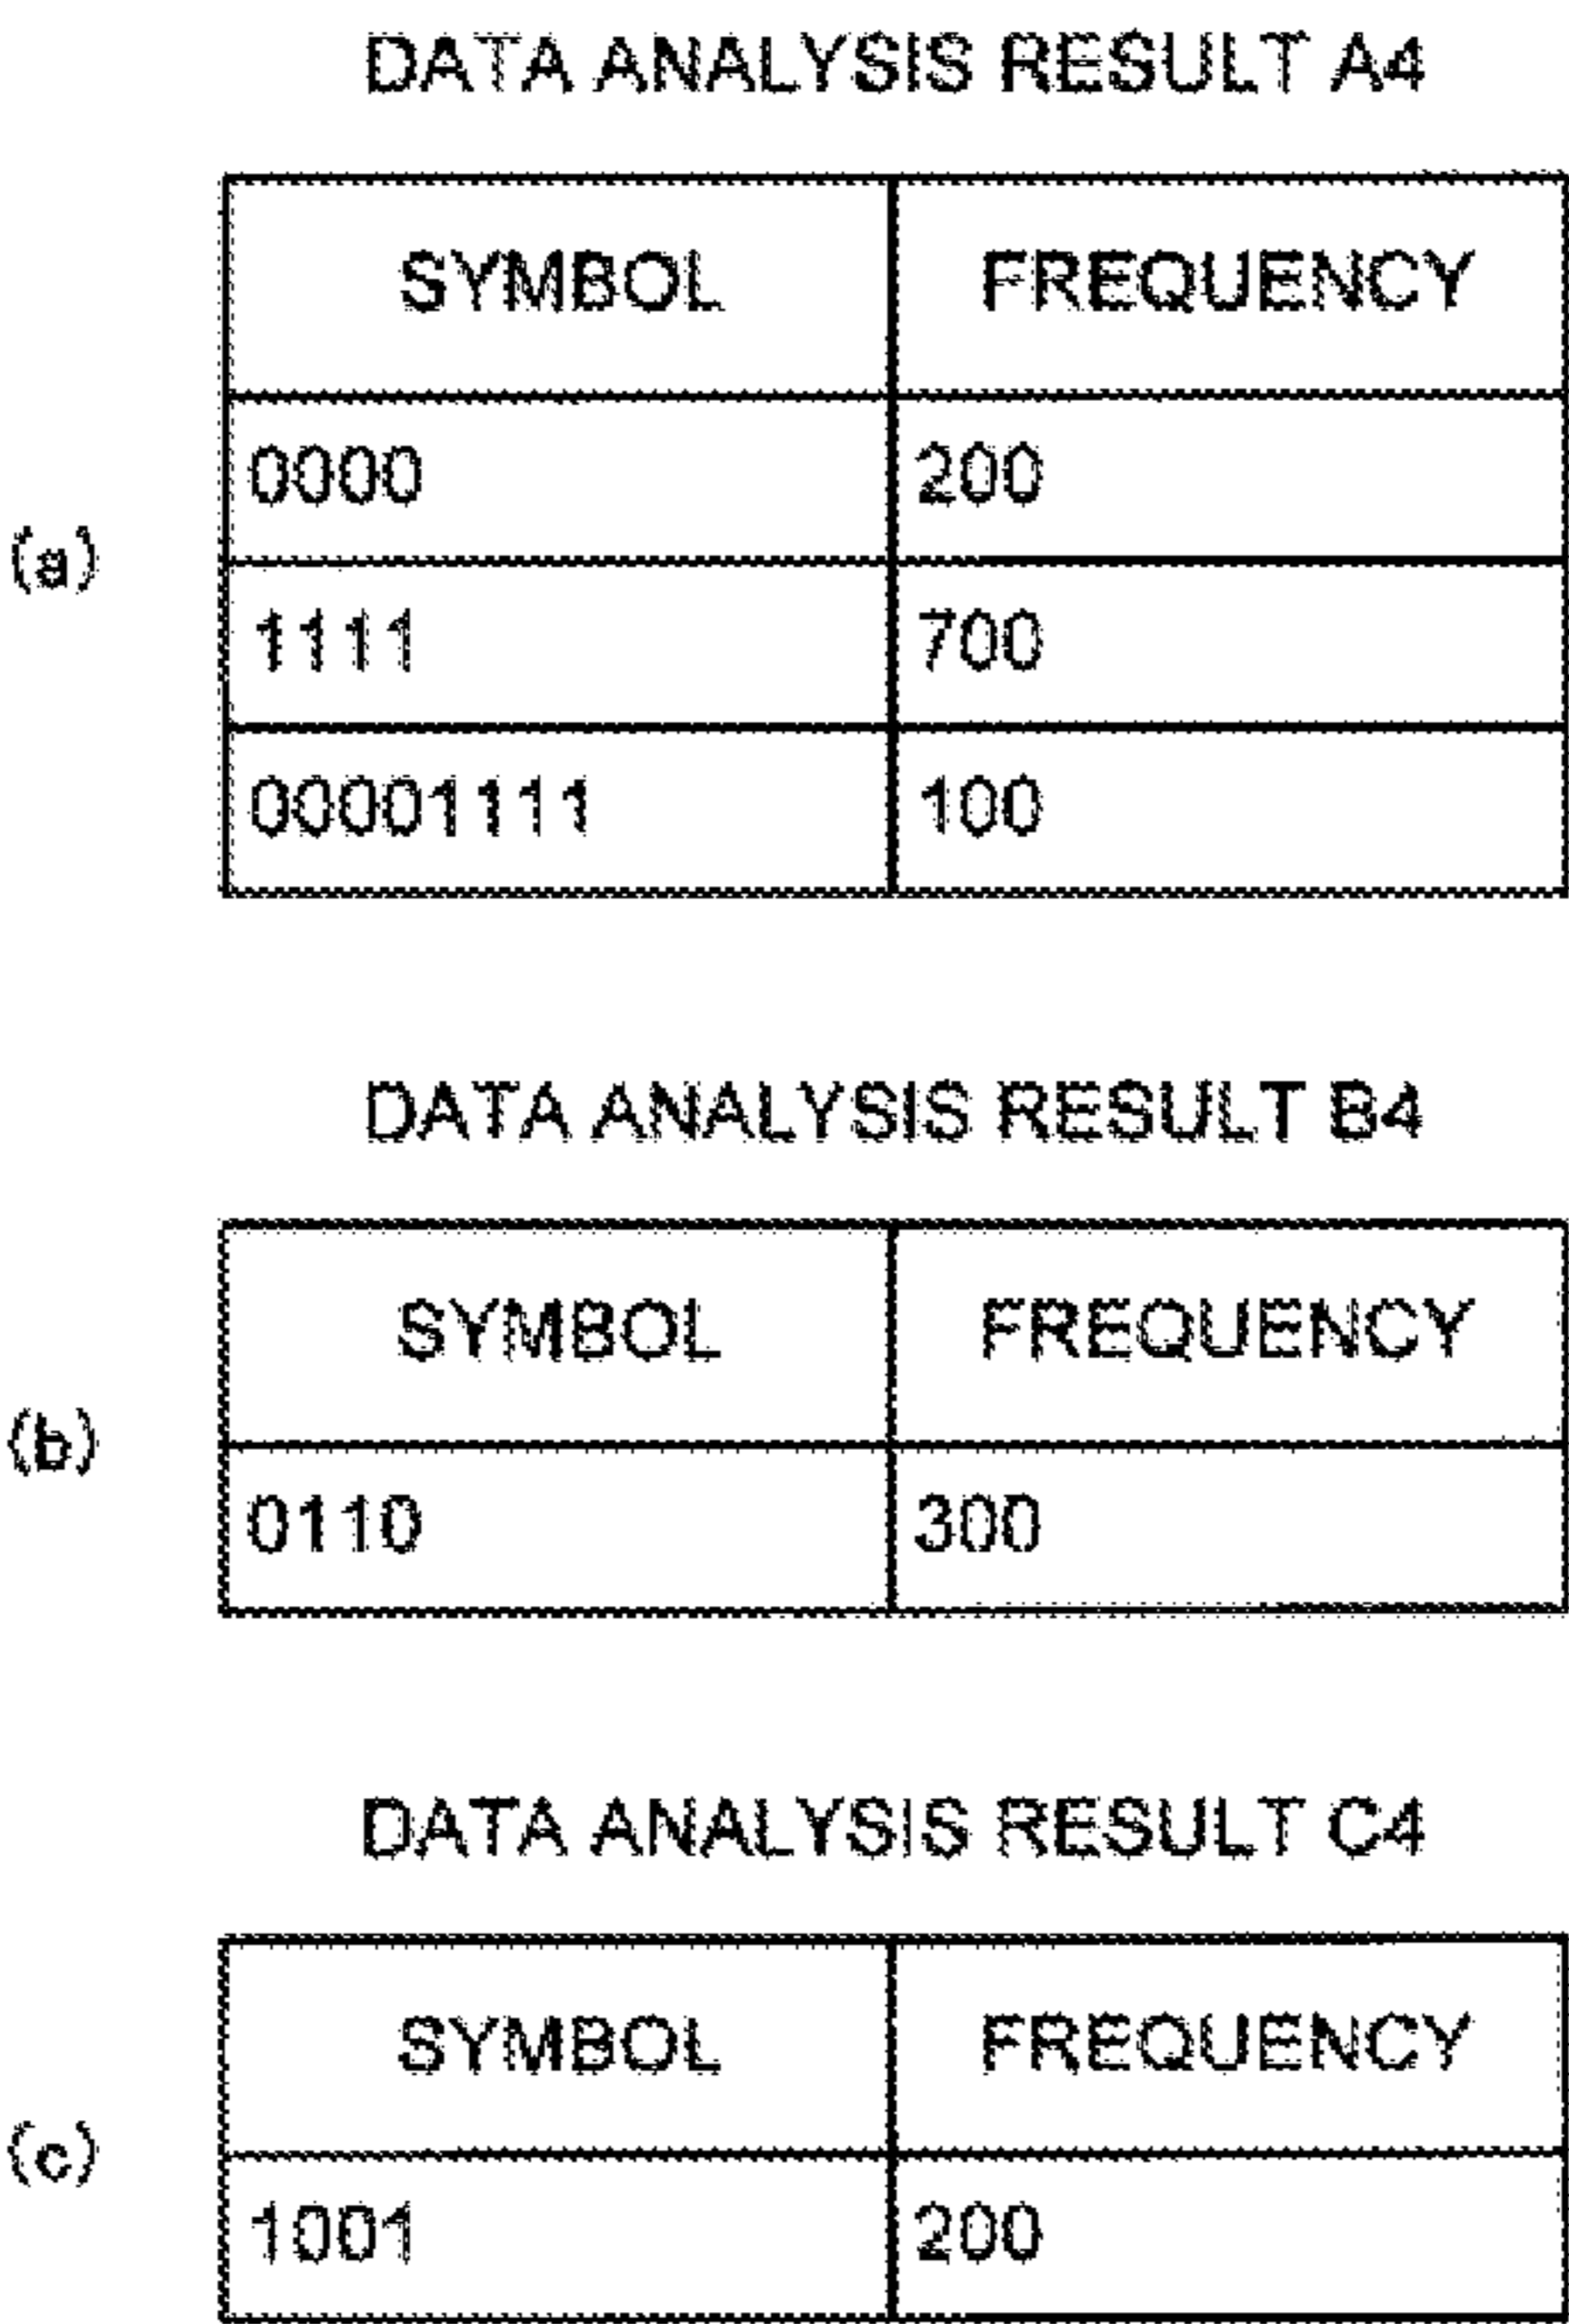 DATA ANALYSIS RESULT A4
SYMBOL FREQUENCY
0000 200
(a)
1111 700
00001111 100
DATA ANALYSIS RESULT B4
SYMBOL FREQUENCY
(b)
0110 300
DATA ANALYSIS RESULT C4
SYMBOL FREQUENCY
(c)
1001 200